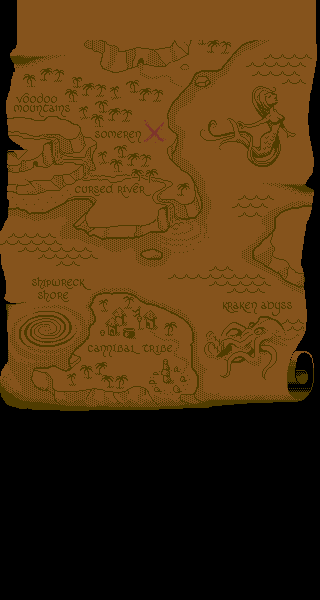 VOODOO
MOUNTAINS
SOMEREN
CURSED RIVER
SHIPWRECK
SHORE
KRAKEN ABYSS
CANNIBAL TRIBE